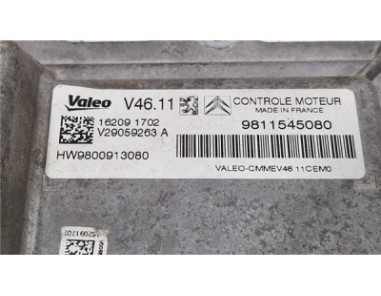 Valeo V46.11 CONTROLE MOTEUR
MADE IN FRANCE
16209 1702
V29059263 A
9811545080
HW9800913080
VALEO-CMMEV46.11CEM0